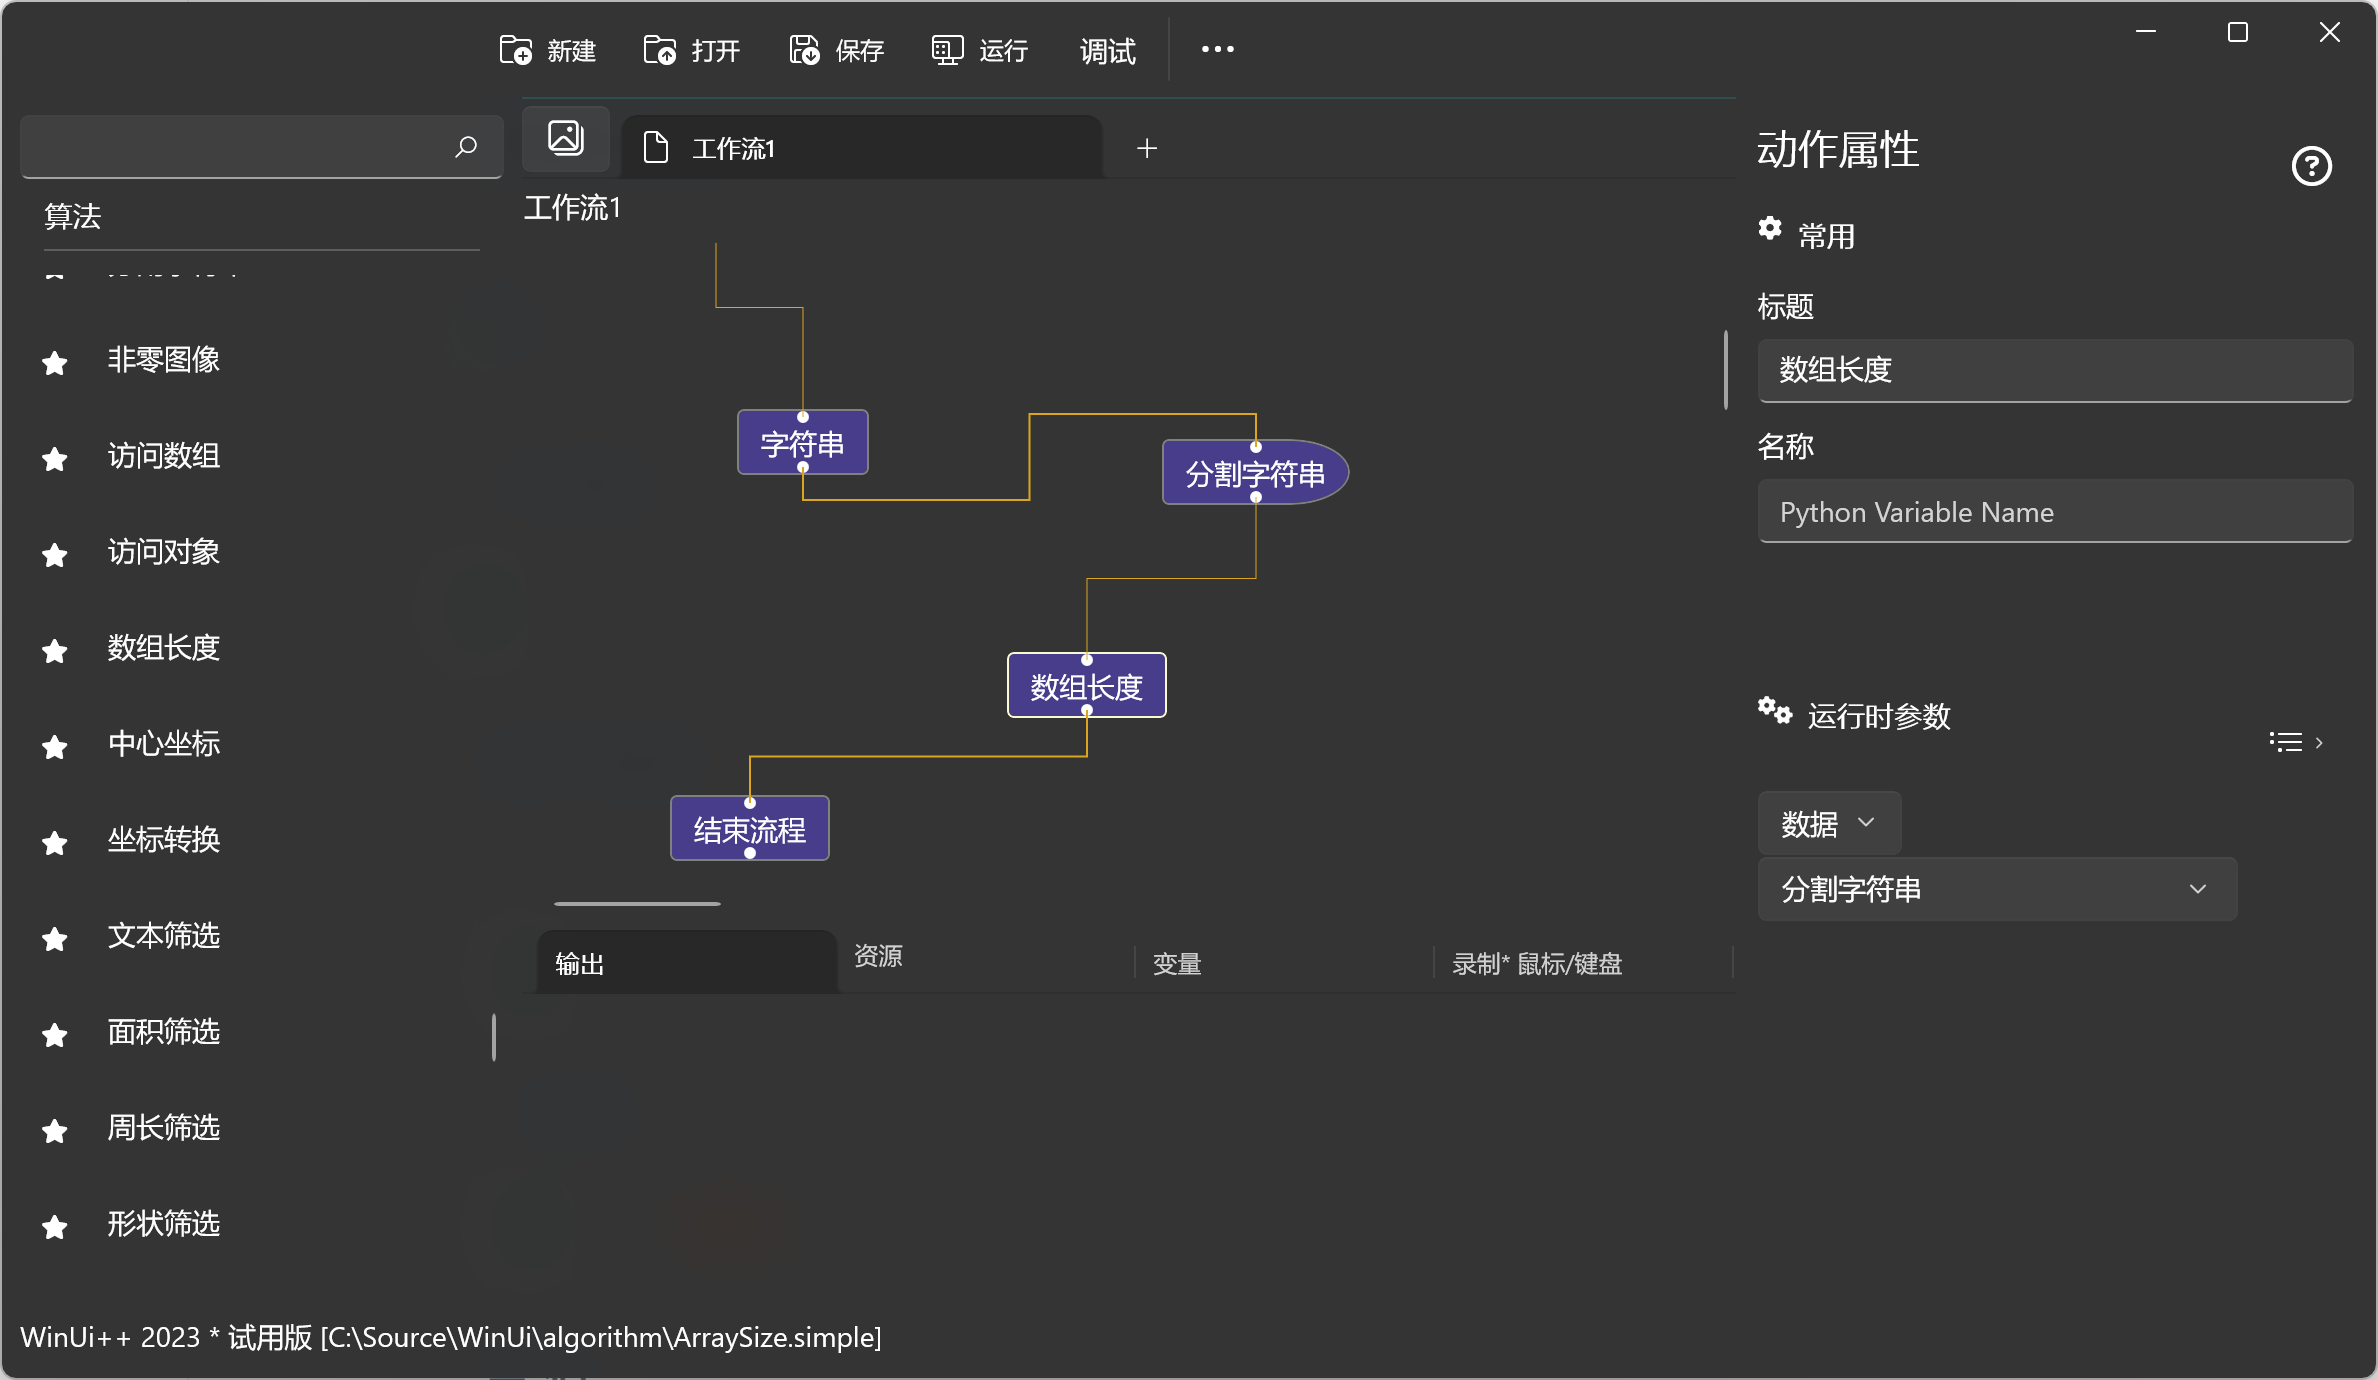 新建
打开
保存
运行
调试
算法
非零图像
访问数组
访问对象
数组长度
中心坐标
坐标转换
文本筛选
面积筛选
周长筛选
形状筛选
工作流1
工作流1
字符串
分割字符串
数组长度
结束流程
输出
资源
变量
录制* 鼠标/键盘
动作属性
常用
标题
数组长度
名称
Python Variable Name
运行时参数
数据
分割字符串
WinUi++ 2023 * 试用版 [C:\Source\WinUi\algorithm\ArraySize.simple]